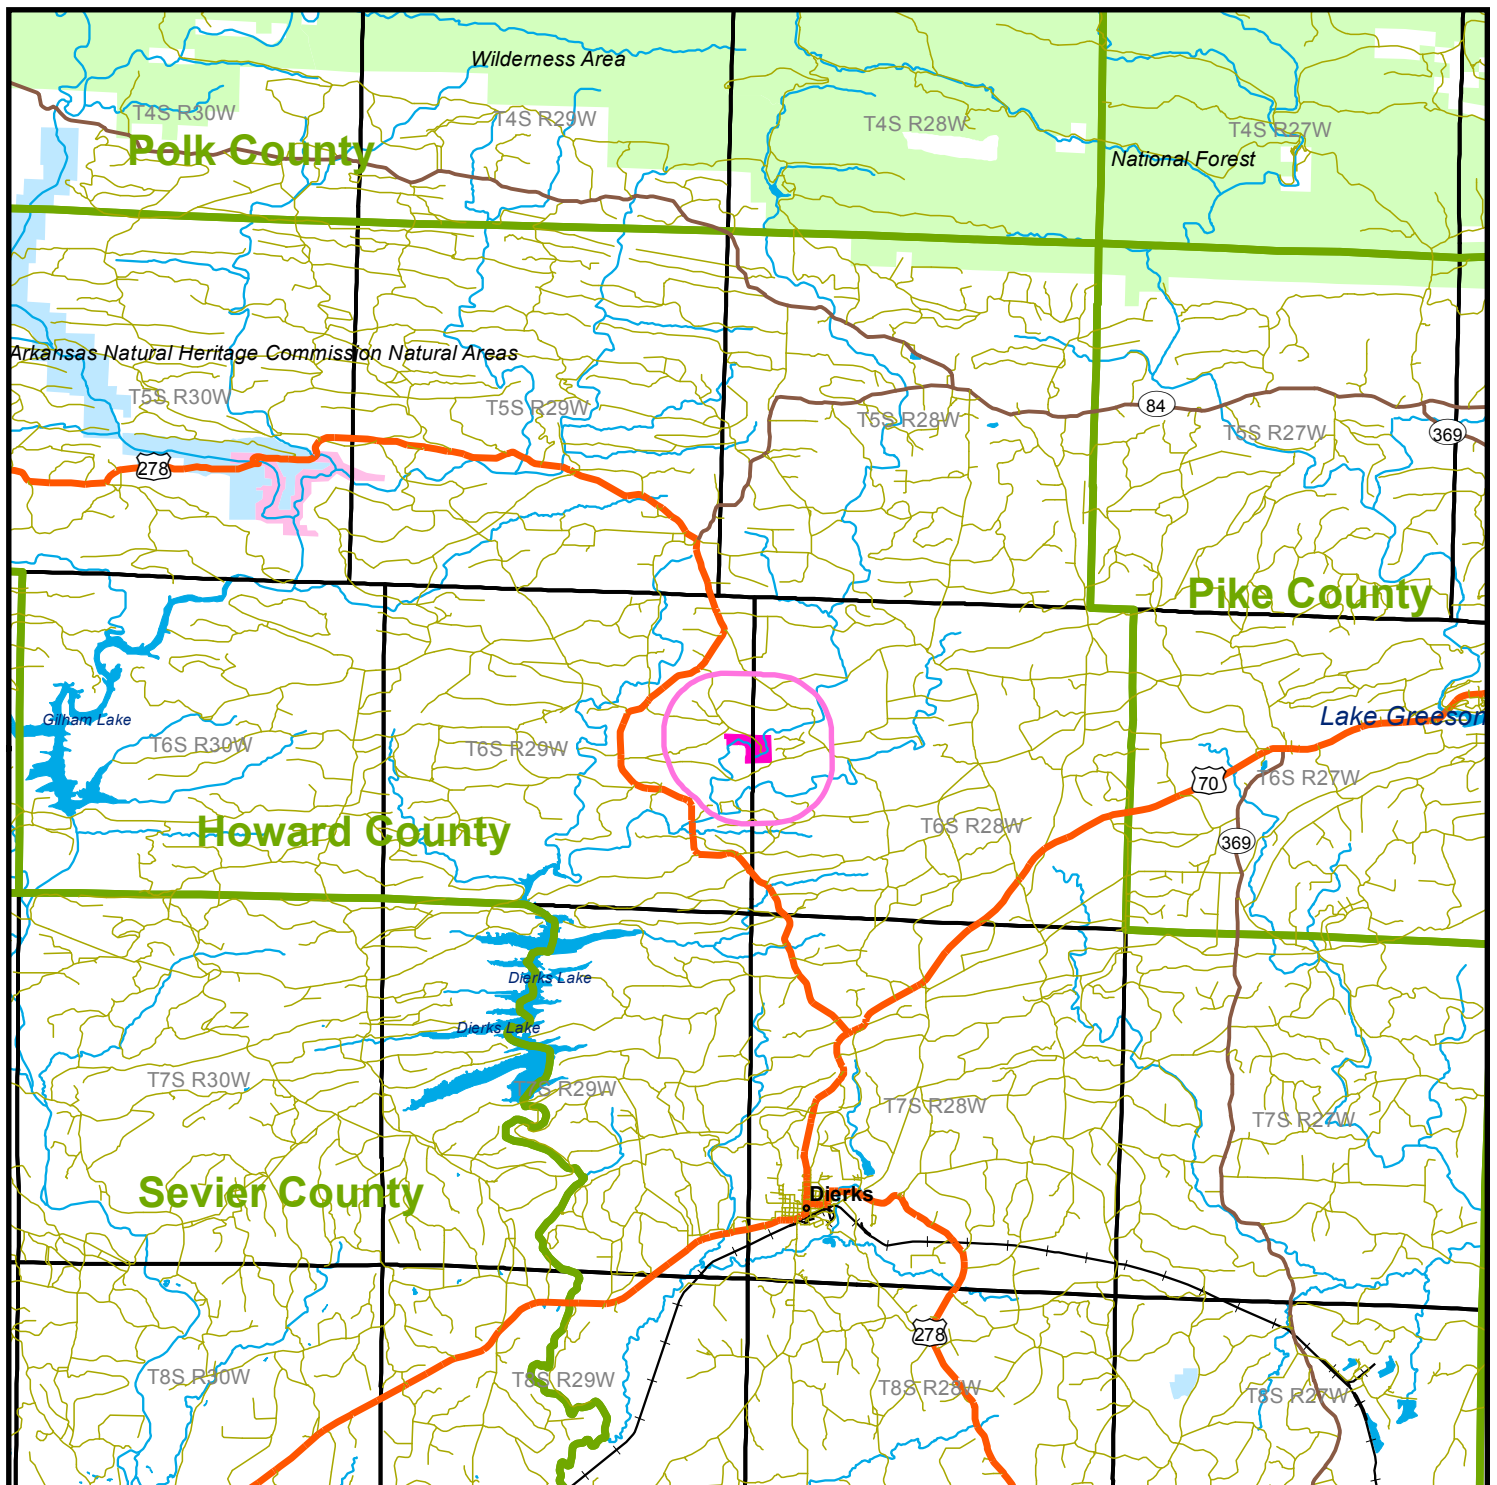 Wilderness Area
T4S R30W
T4S R29W
T4S R28W
T4S R27W
Polk County
National Forest
Arkansas Natural Heritage Commission Natural Areas
T5S R30W
T5S R29W
T5S R28W
84
T5S R27W
369
278
Pike County
Gilham Lake
Lake Greeson
T6S R30W
T6S R29W
70
T6S R27W
Howard County
T6S R28W
369
Dierks Lake
Dierks Lake
T7S R30W
T7S R29W
T7S R28W
T7S R27W
Sevier County
Dierks
278
T8S R30W
T8S R29W
T8S R28W
T8S R27W